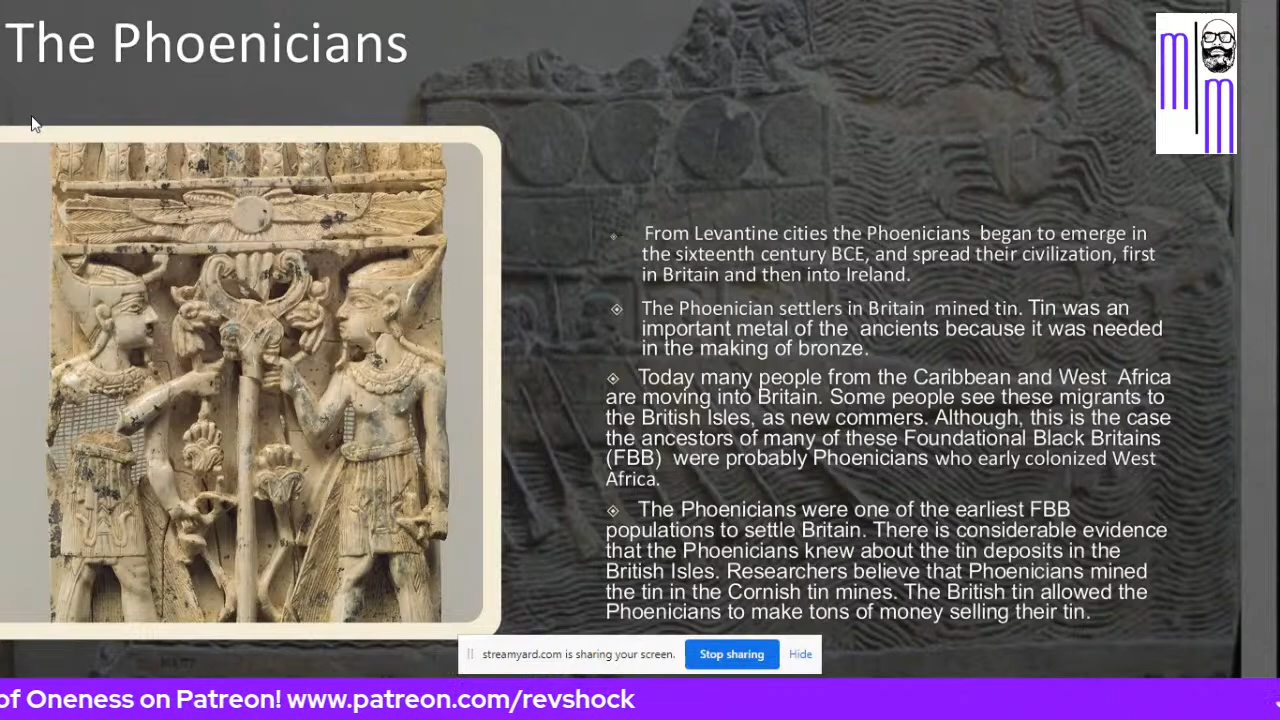 The Phoenicians
From Levantine cities the Phoenicians began to emerge in
the sixteenth century BCE, and spread their civilization, first
in Britain and then into Ireland.
The Phoenician settlers in Britain mined tin. Tin was an
important metal of the ancients because it was needed
in the making of bronze.
Today many people from the Caribbean and West Africa
are moving into Britain. Some people see these migrants to
the British Isles, as new commers. Although, this is the case
the ancestors of many of these Foundational Black Britains
(FBB) were probably Phoenicians who early colonized West
Africa.
The Phoenicians were one of the earliest FBB
populations to settle Britain. There is considerable evidence
that the Phoenicians knew about the tin deposits in the
British Isles. Researchers believe that Phoenicians mined
the tin in the Cornish tin mines. The British tin allowed the
Phoenicians to make tons of money selling their tin.
streamyard.com is sharing your screen. Stop sharing Hide
of Oneness on Patreon! www.patreon.com/revshock